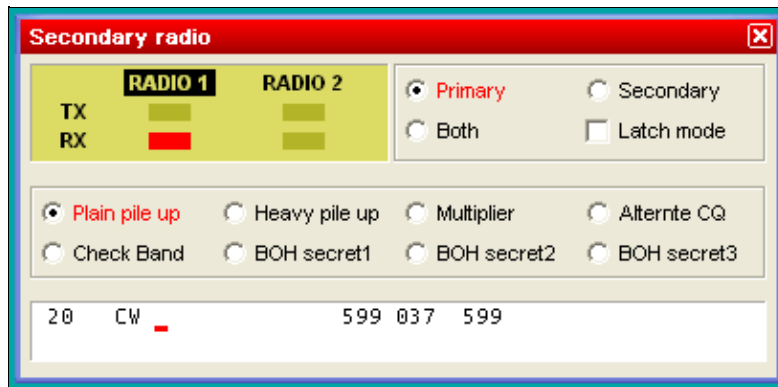 Secondary radio
RADIO 1 RADIO 2
TX
RX
Primary Secondary
Both Latch mode
Plain pile up Heavy pile up Multiplier Alternte CQ
Check Band BOH secret1 BOH secret2 BOH secret3
20 CW 599 037 599